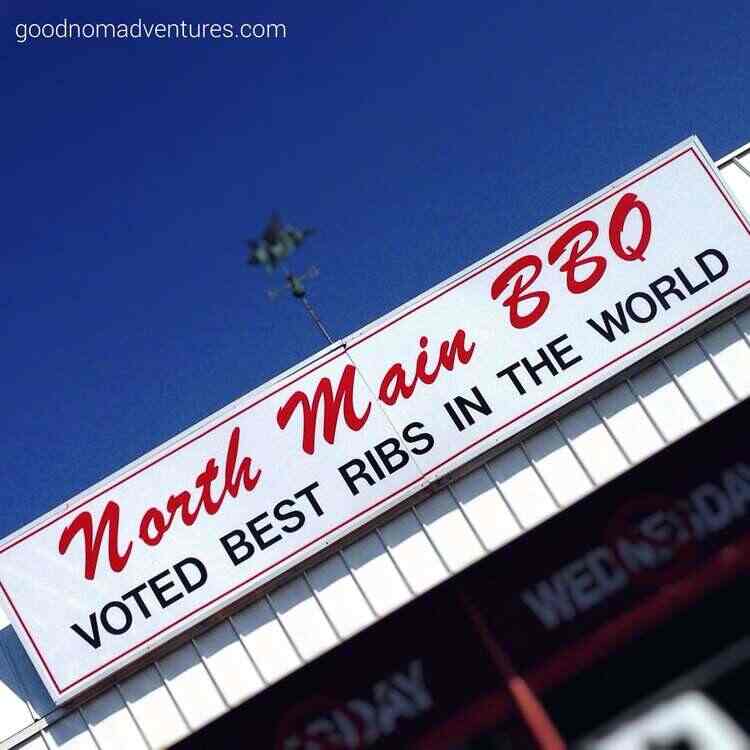 goodnomadventures.com
North Main BBQ
VOTED BEST RIBS IN THE WORLD
WEDNESDAY